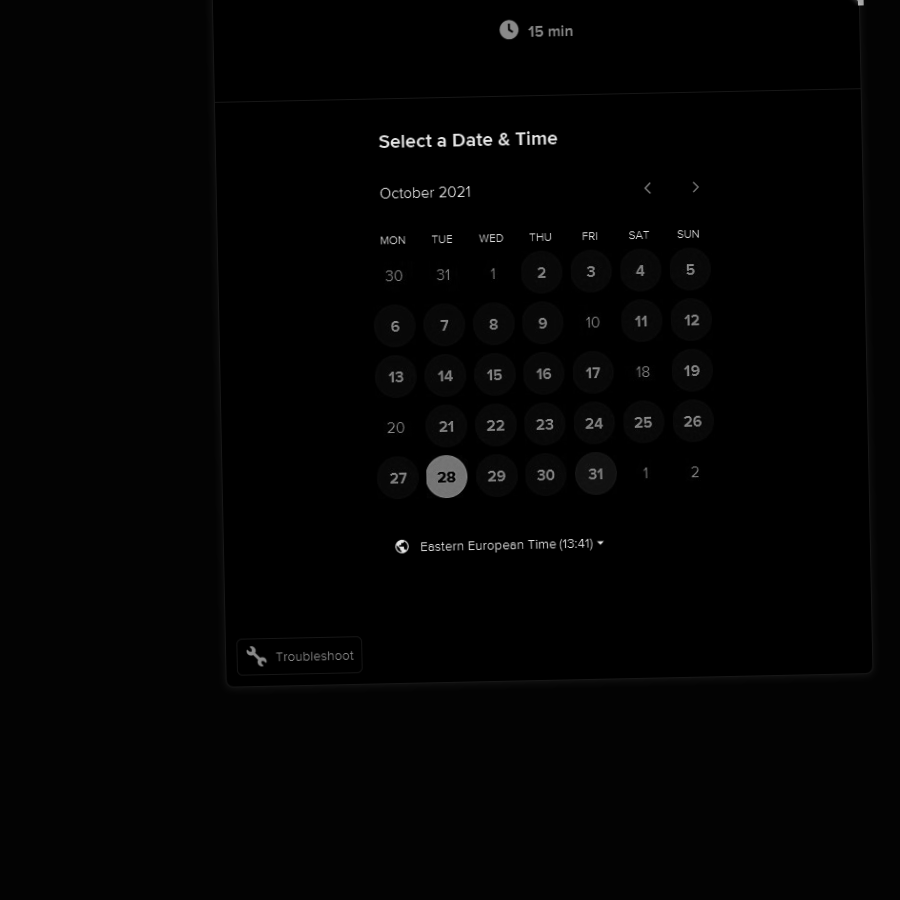 15 min
Select a Date & Time
October 2021
MON TUE WED THU FRI SAT SUN
30 31 1 2 3 4 5
6 7 8 9 10 11 12
13 14 15 16 17 18 19
20 21 22 23 24 25 26
27 28 29 30 31 1 2
Eastern European Time (13:41)
Troubleshoot